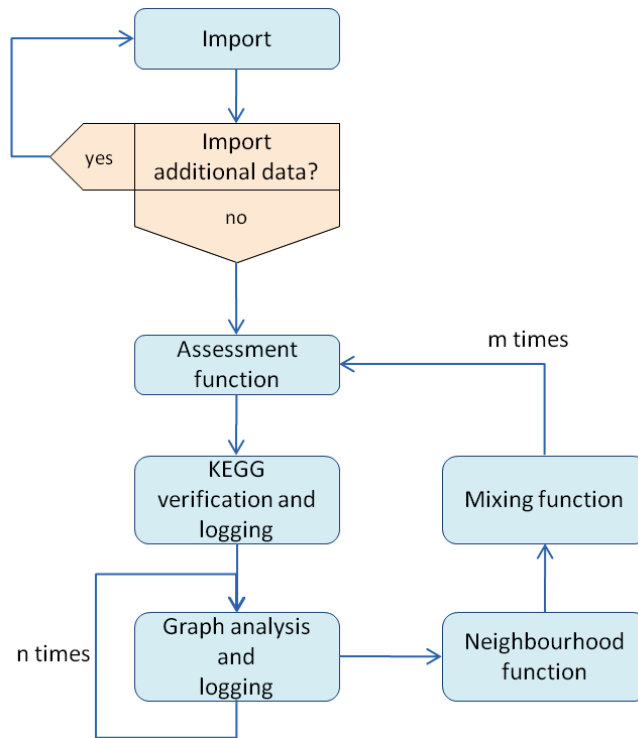 Import
Import
additional data?
yes
no
m times
Assessment
function
KEGG
verification and
logging
Mixing function
n times
Graph analysis
and
logging
Neighbourhood
function